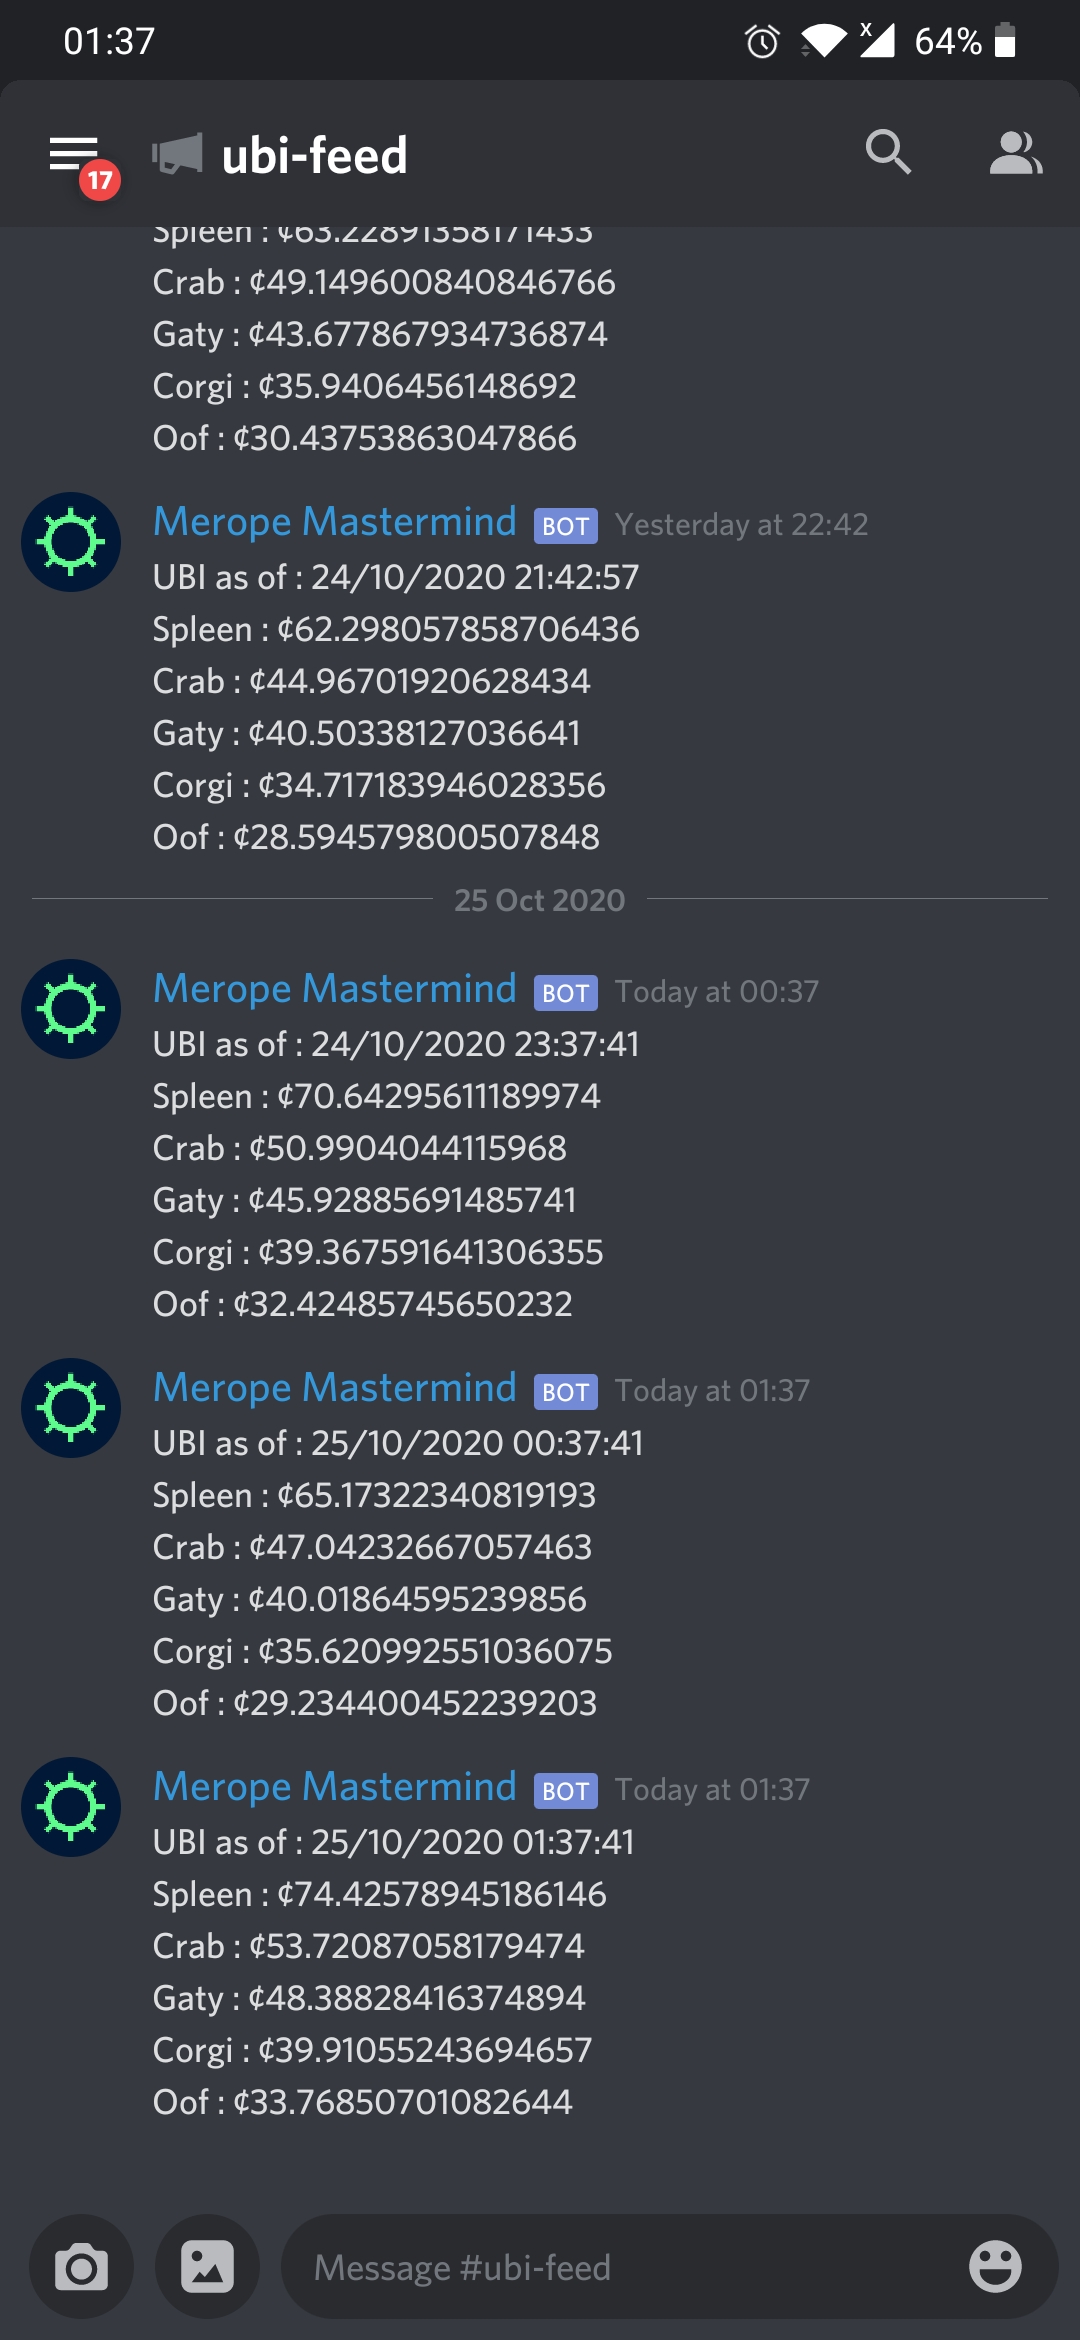 01:37
64%
17
ubi-feed
Spleen : ¢63.22891358171433
Crab : ¢49.149600840846766
Gaty : ¢43.677867934736874
Corgi : ¢35.9406456148692
Oof : ¢30.43753863047866
Merope Mastermind BOT Yesterday at 22:42
UBI as of : 24/10/2020 21:42:57
Spleen : ¢62.298057858706436
Crab : ¢44.96701920628434
Gaty : ¢40.50338127036641
Corgi : ¢34.717183946028356
Oof : ¢28.594579800507848
25 Oct 2020
Merope Mastermind BOT Today at 00:37
UBI as of : 24/10/2020 23:37:41
Spleen : ¢70.64295611189974
Crab : ¢50.9904044115968
Gaty : ¢45.92885691485741
Corgi : ¢39.367591641306355
Oof : ¢32.42485745650232
Merope Mastermind BOT Today at 01:37
UBI as of : 25/10/2020 00:37:41
Spleen : ¢65.17322340819193
Crab : ¢47.04232667057463
Gaty : ¢40.01864595239856
Corgi : ¢35.620992551036075
Oof : ¢29.234400452239203
Merope Mastermind BOT Today at 01:37
UBI as of : 25/10/2020 01:37:41
Spleen : ¢74.42578945186146
Crab : ¢53.72087058179474
Gaty : ¢48.38828416374894
Corgi : ¢39.91055243694657
Oof : ¢33.76850701082644
Message #ubi-feed